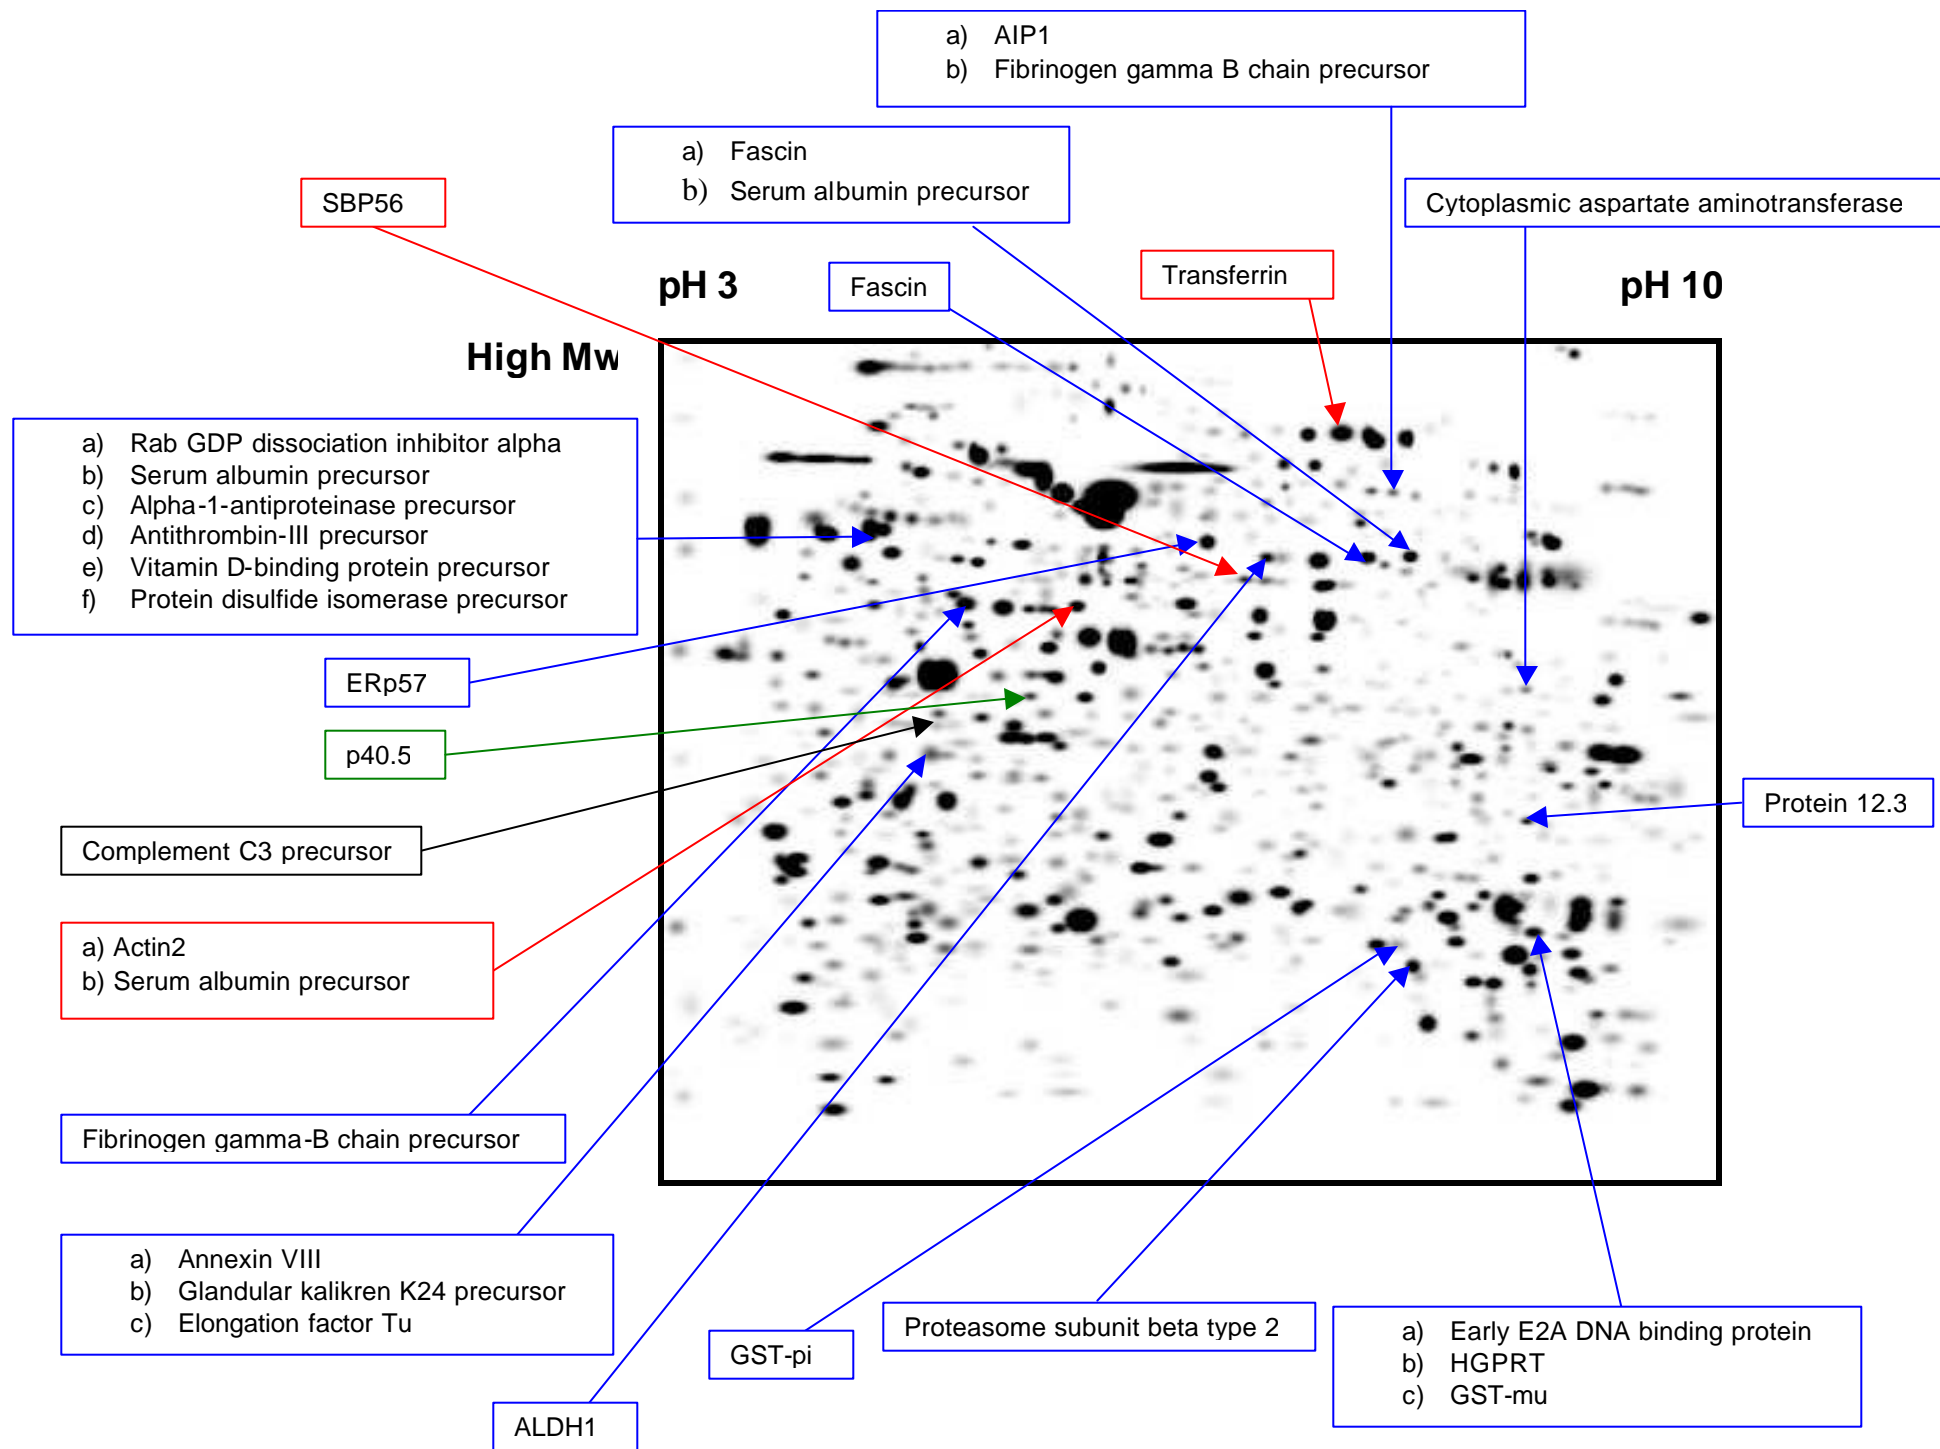 a) AIP1
b) Fibrinogen gamma B chain precursor
a) Fascin
b) Serum albumin precursor
SBP56
Cytoplasmic aspartate aminotransferase
pH 3
Fascin
Transferrin
pH 10
High Mw
a) Rab GDP dissociation inhibitor alpha
b) Serum albumin precursor
c) Alpha-1-antiproteinase precursor
d) Antithrombin-III precursor
e) Vitamin D-binding protein precursor
f) Protein disulfide isomerase precursor
ERp57
p40.5
Protein 12.3
Complement C3 precursor
a) Actin2
b) Serum albumin precursor
Fibrinogen gamma-B chain precursor
a) Annexin VIII
b) Glandular kalikren K24 precursor
c) Elongation factor Tu
GST-pi
Proteasome subunit beta type 2
a) Early E2A DNA binding protein
b) HGPRT
c) GST-mu
ALDH1